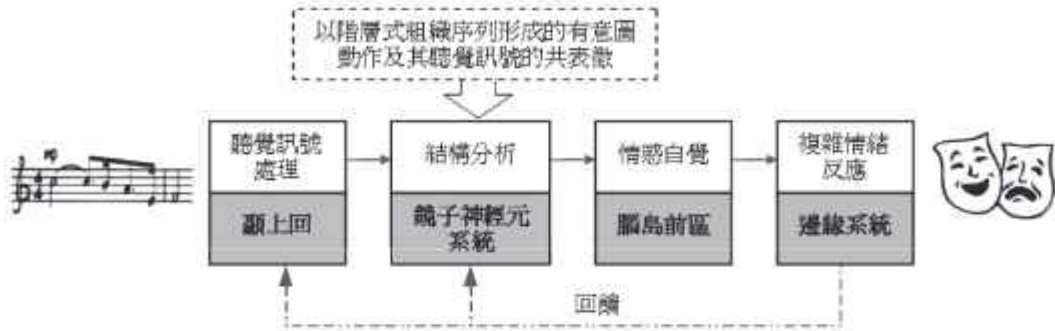 以階層式組織序列形成的有意圖
動作及其聽覺訊號的共表徵
聽覺訊號
處理
顳上回
結構分析
鏡子神經元
系統
情感自覺
腦島前區
複雜情緒
反應
邊緣系統
回饋
mp